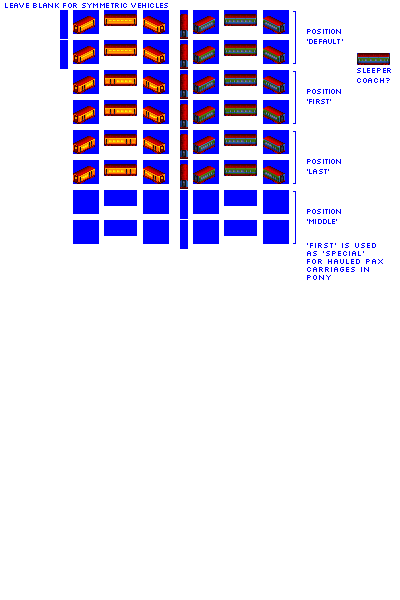 LEAVE BLANK FOR SYMMETRIC VEHICLES
POSITION
'DEFAULT'
SLEEPER
COACH?
POSITION
'FIRST'
POSITION
'LAST'
POSITION
'MIDDLE'
'FIRST' IS USED
AS 'SPECIAL'
FOR HAULED PAX
CARRIAGES IN
PONY